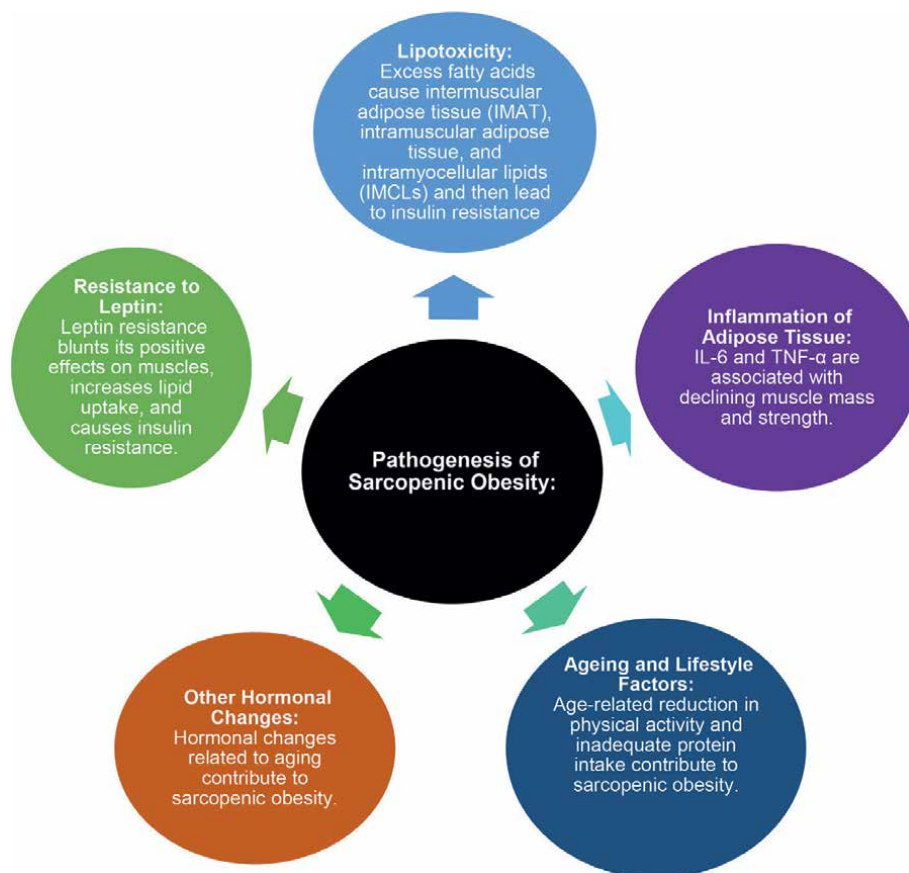 Lipotoxicity:
Excess fatty acids
cause intermuscular
adipose tissue (IMAT),
intramuscular adipose
tissue, and
intramyocellular lipids
(IMCLs) and then lead
to insulin resistance
Resistance to
Leptin:
Leptin resistance
blunts its positive
effects on muscles,
increases lipid
uptake, and
causes insulin
resistance.
Inflammation of
Adipose Tissue:
IL-6 and TNF-α are
associated with
declining muscle mass
and strength.
Pathogenesis of
Sarcopenic Obesity:
Other Hormonal
Changes:
Hormonal changes
related to aging
contribute to
sarcopenic obesity.
Ageing and Lifestyle
Factors:
Age-related reduction in
physical activity and
inadequate protein
intake contribute to
sarcopenic obesity.